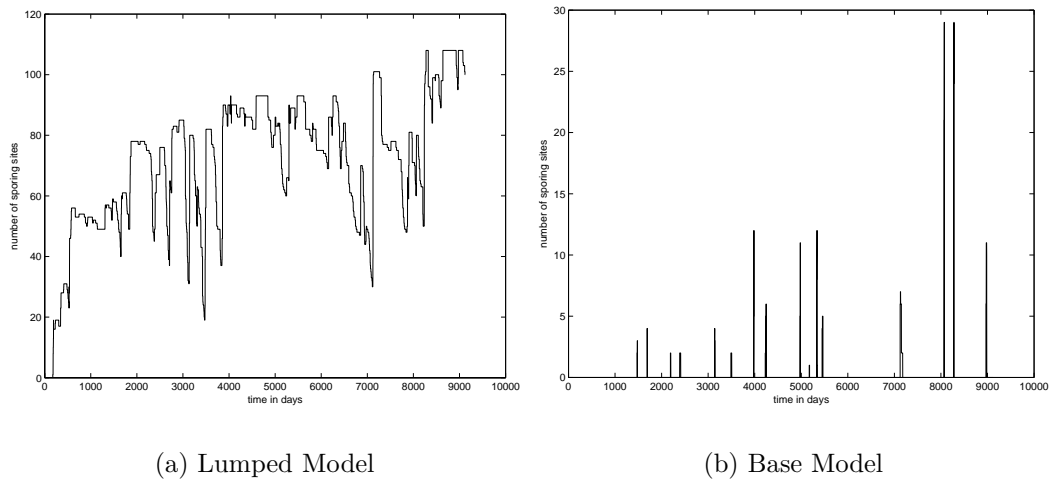 120
100
80
60
40
20
0
number of sporing sites
0 1000 2000 3000 4000 5000 6000 7000 8000 9000 10000
time in days
(a) Lumped Model
30
25
20
15
10
5
0
number of sporing sites
0 1000 2000 3000 4000 5000 6000 7000 8000 9000 10000
time in days
(b) Base Model